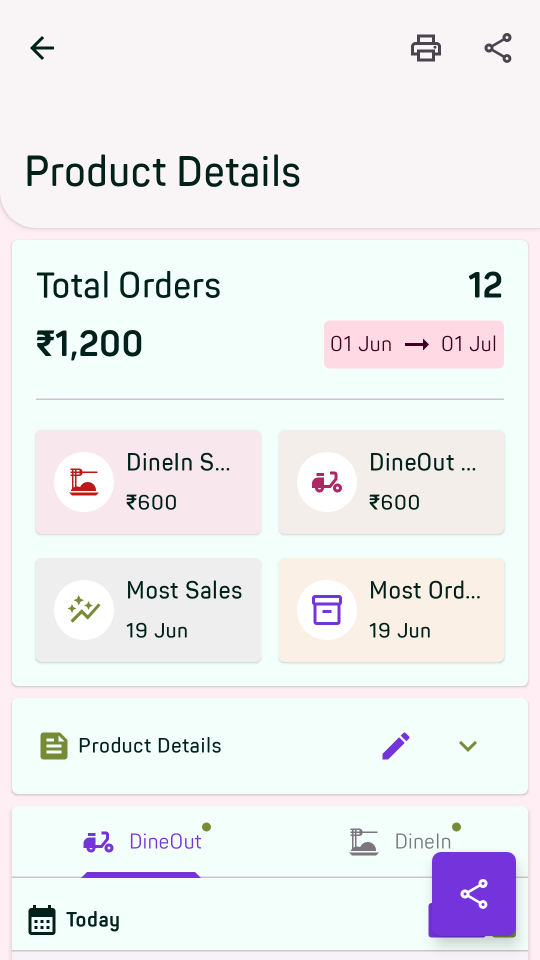 Product Details
Total Orders 12
₹1,200
01 Jun → 01 Jul
DineIn S...
₹600
DineOut ...
₹600
Most Sales
19 Jun
Most Ord...
19 Jun
Product Details
DineOut
DineIn
Today